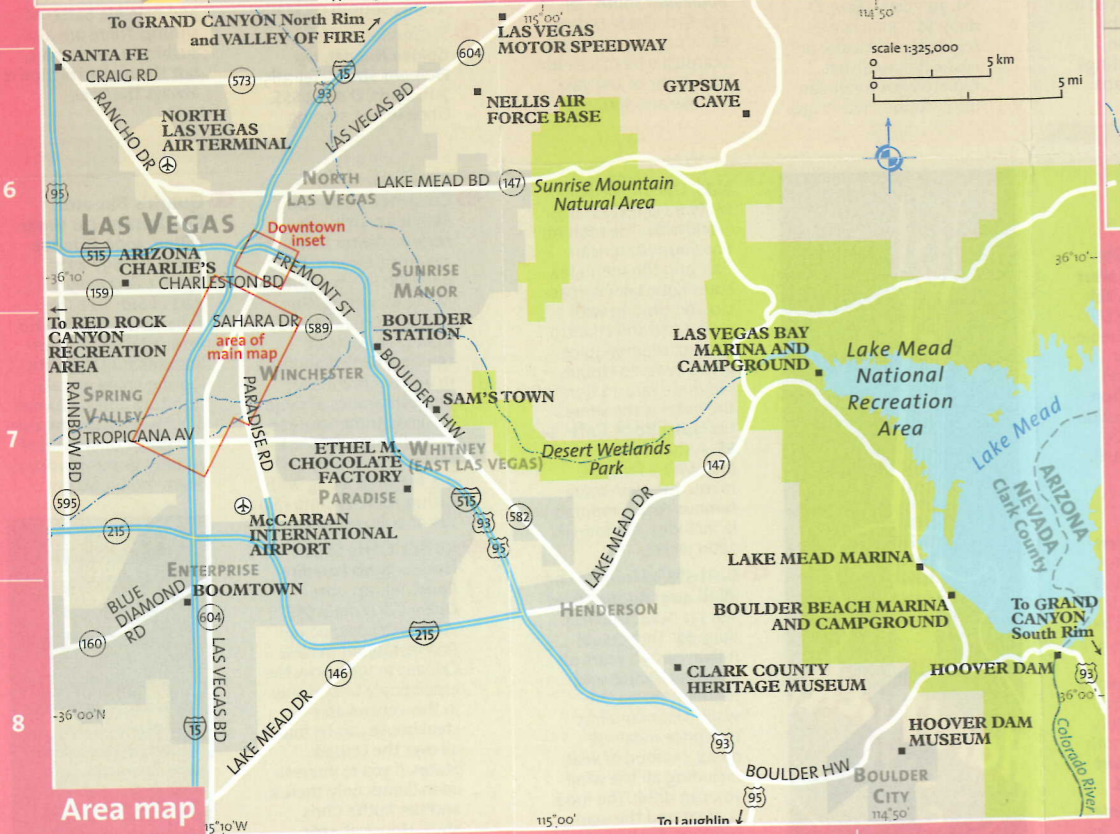 To GRAND CANYON North Rim
and VALLEY OF FIRE
115°00'
114°50'
LAS VEGAS
MOTOR SPEEDWAY
604
scale 1:325,000
0
5 km
0
5 mi
SANTA FE
CRAIG RD
573
15
93
RANCHO DR
NORTH
LAS VEGAS
AIR TERMINAL
LAS VEGAS BD
NELLIS AIR
FORCE BASE
GYPSUM
CAVE
6
95
NORTH
LAS VEGAS
LAKE MEAD BD
147
Sunrise Mountain
Natural Area
LAS VEGAS
Downtown
inset
515
ARIZONA
CHARLIE'S
FREMONT ST
36°10'
36°10'
CHARLESTON BD
159
SUNRISE
MANOR
To RED ROCK
CANYON
RECREATION
AREA
SAHARA DR
589
area of
main map
BOULDER
STATION
LAS VEGAS BAY
MARINA AND
CAMPGROUND
Lake Mead
National
Recreation
Area
WINCHESTER
SPRING
VALLEY
RAINBOW BD
PARADISE RD
BOULDER HW
SAM'S TOWN
Lake Mead
7
TROPICANA AV
ETHEL M.
CHOCOLATE
FACTORY
WHITNEY
(EAST LAS VEGAS)
Desert Wetlands
Park
147
ARIZONA
NEVADA
Clark County
PARADISE
595
515
93
95
582
LAKE MEAD DR
215
McCARRAN
INTERNATIONAL
AIRPORT
LAKE MEAD MARINA
ENTERPRISE
BLUE
DIAMOND
RD
BOOMTOWN
604
HENDERSON
BOULDER BEACH MARINA
AND CAMPGROUND
To GRAND
CANYON
South Rim
160
215
HOOVER DAM
93
LAS VEGAS BD
146
CLARK COUNTY
HERITAGE MUSEUM
36°00'
36°00'N
8
15
LAKE MEAD DR
93
HOOVER DAM
MUSEUM
Colorado River
BOULDER HW
BOULDER
CITY
95
Area map
115°10'W
115°00'
To Laughlin
114°50'